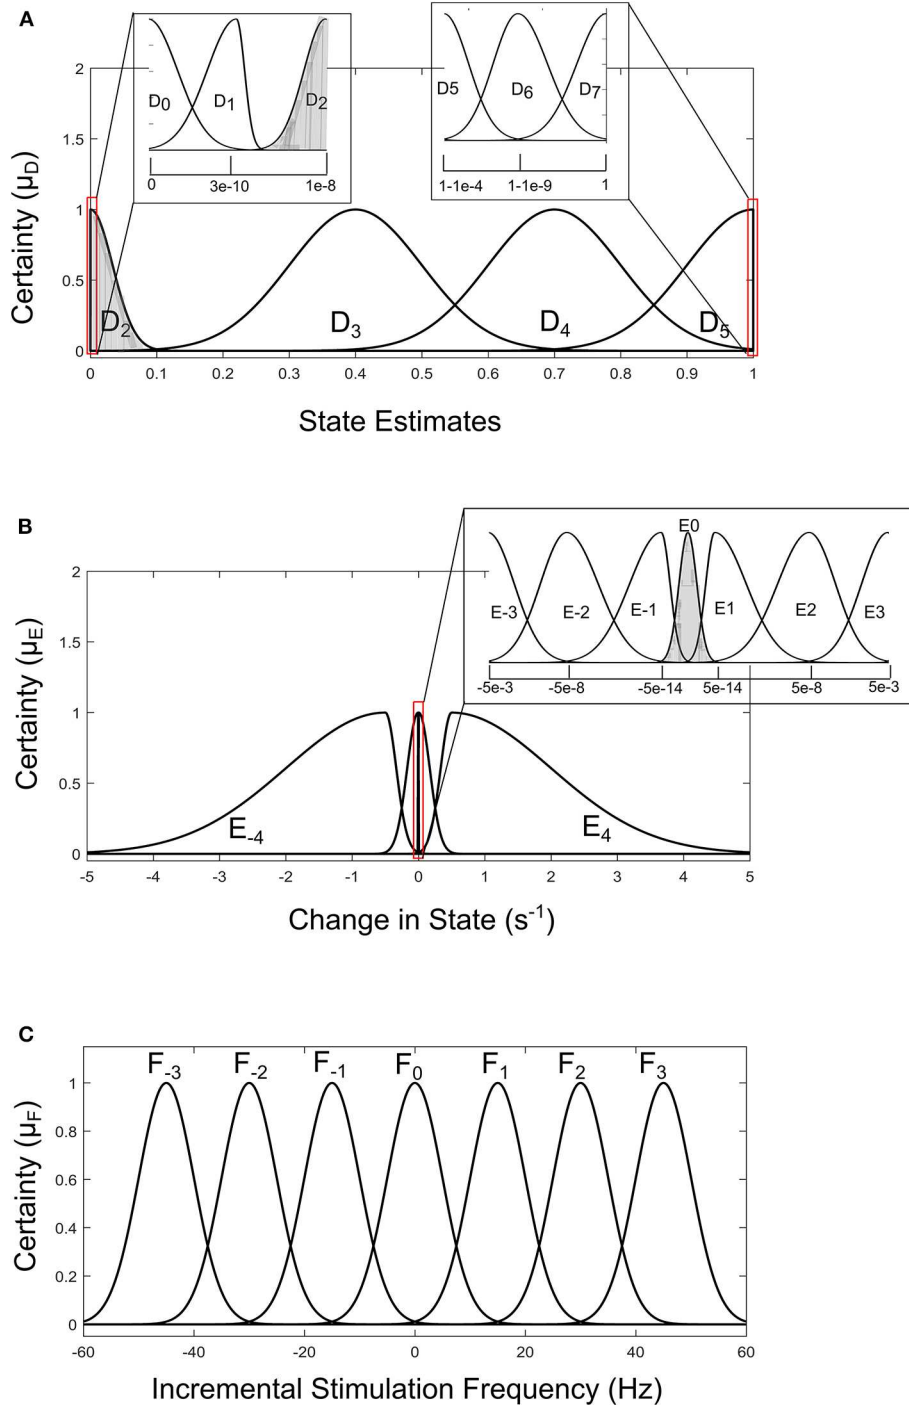 A
D0 D1 D2
0 3e-10 1e-8
D5 D6 D7
1-1e-4 1-1e-9 1
Certainty (μD)
2
1.5
1
0.5
0
D2 D3 D4 D5
0 0.1 0.2 0.3 0.4 0.5 0.6 0.7 0.8 0.9 1
State Estimates
B
E0
E-3 E-2 E-1 E1 E2 E3
-5e-3 -5e-8 -5e-14 5e-14 5e-8 5e-3
Certainty (μE)
2
1.5
1
0.5
0
E-4 E4
-5 -4 -3 -2 -1 0 1 2 3 4 5
Change in State (s-1)
C
F-3 F-2 F-1 F0 F1 F2 F3
Certainty (μF)
1
0.8
0.6
0.4
0.2
0
-60 -40 -20 0 20 40 60
Incremental Stimulation Frequency (Hz)